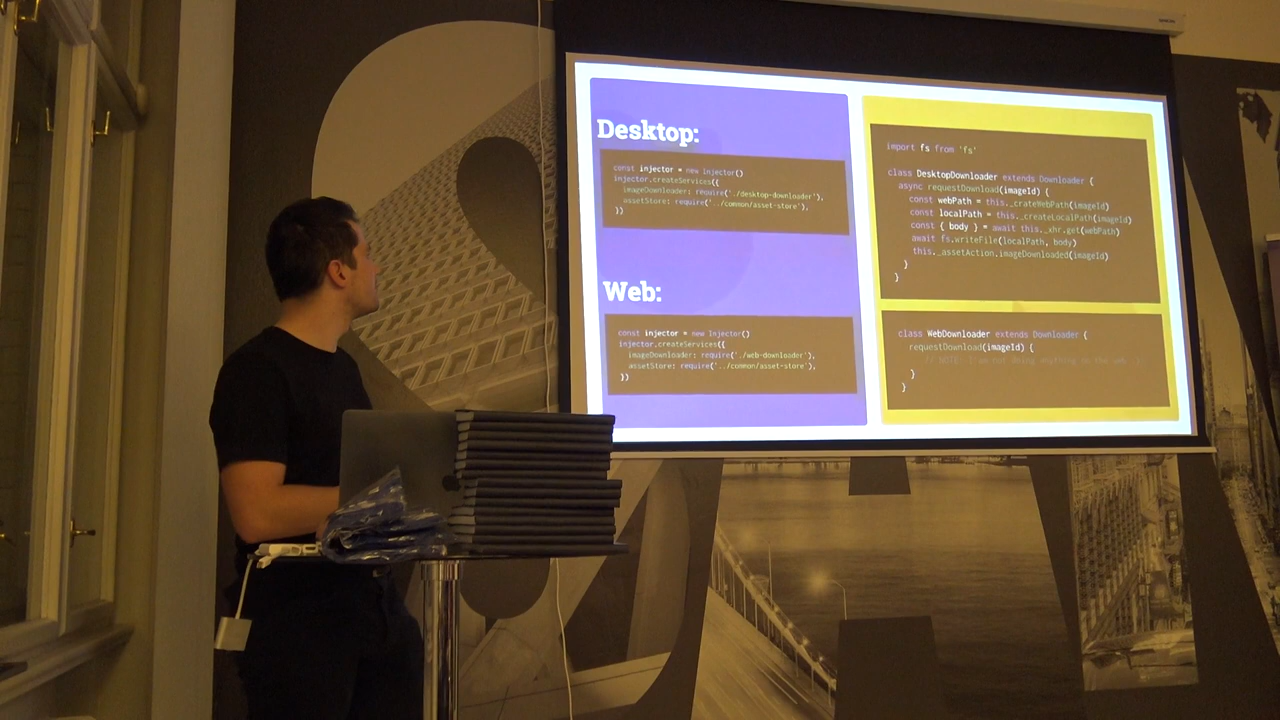 Desktop:
const injector = new Injector()
injector.createServices({
imageDownloader: require('./desktop-downloader'),
assetStore: require('../common/asset-store'),
})
Web:
const injector = new Injector()
injector.createServices({
imageDownloader: require('./web-downloader'),
assetStore: require('../common/asset-store'),
})
import fs from 'fs'
class DesktopDownloader extends Downloader {
async requestDownload(imageId) {
const webPath = this._crateWebPath(imageId)
const localPath = this._createLocalPath(imageId)
const { body } = await this._xhr.get(webPath)
await fs.writeFile(localPath, body)
this._assetAction.imageDownloaded(imageId)
}
}
class WebDownloader extends Downloader {
requestDownload(imageId) {
}
}